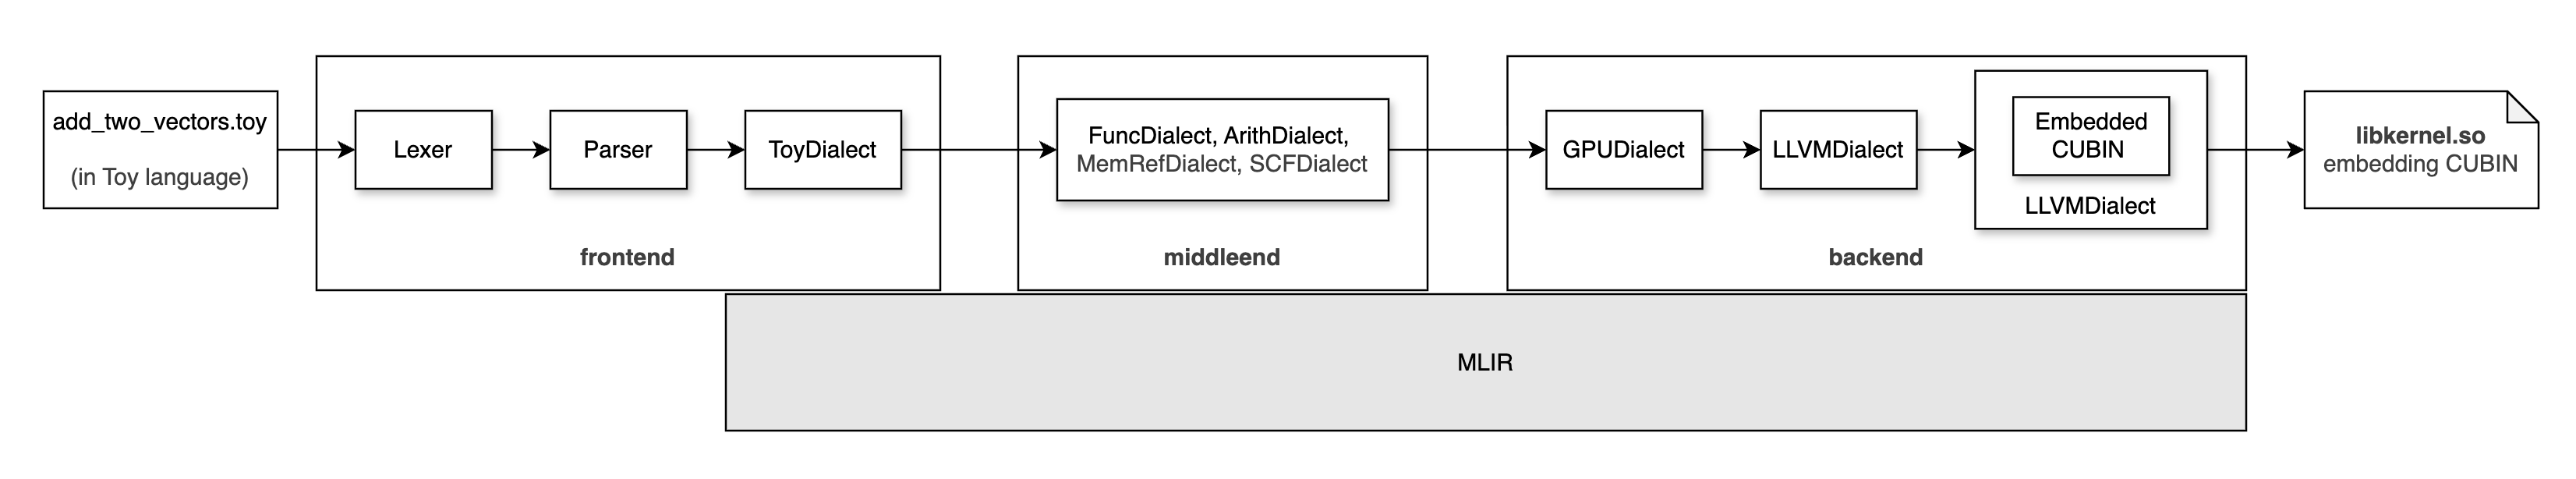 add_two_vectors.toy
(in Toy language)
Lexer
Parser
ToyDialect
frontend
FuncDialect, ArithDialect,
MemRefDialect, SCFDialect
middleend
GPUDialect
LLVMDialect
Embedded
CUBIN
LLVMDialect
backend
libkernel.so
embedding CUBIN
MLIR